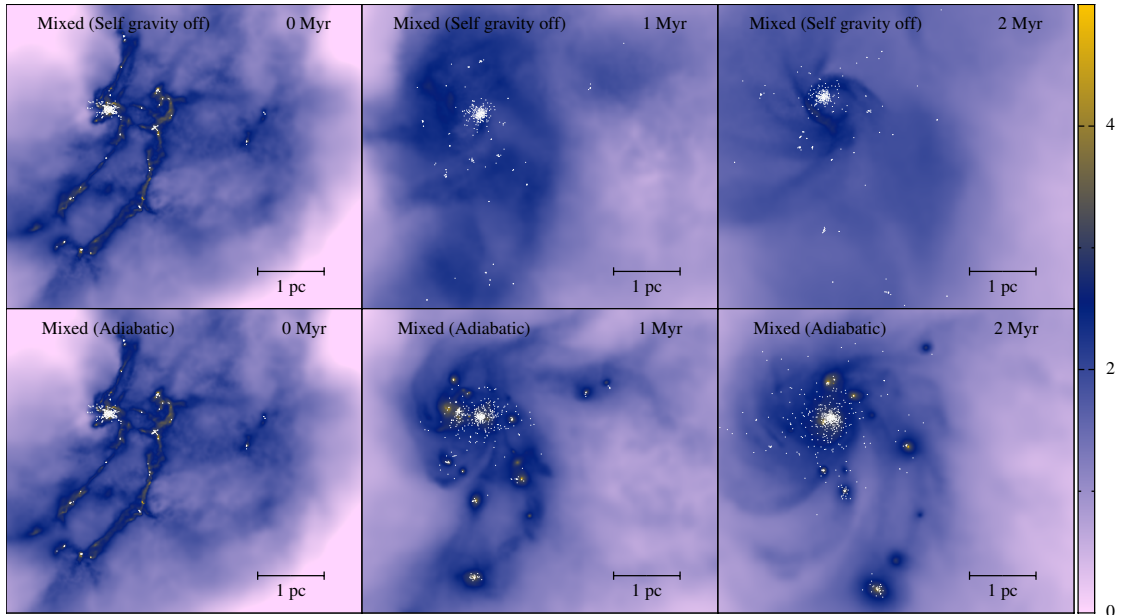 Mixed (Self gravity off) 0 Myr
Mixed (Self gravity off) 1 Myr
Mixed (Self gravity off) 2 Myr
4
1 pc
1 pc
1 pc
Mixed (Adiabatic) 0 Myr
Mixed (Adiabatic) 1 Myr
Mixed (Adiabatic) 2 Myr
2
1 pc
1 pc
1 pc
0